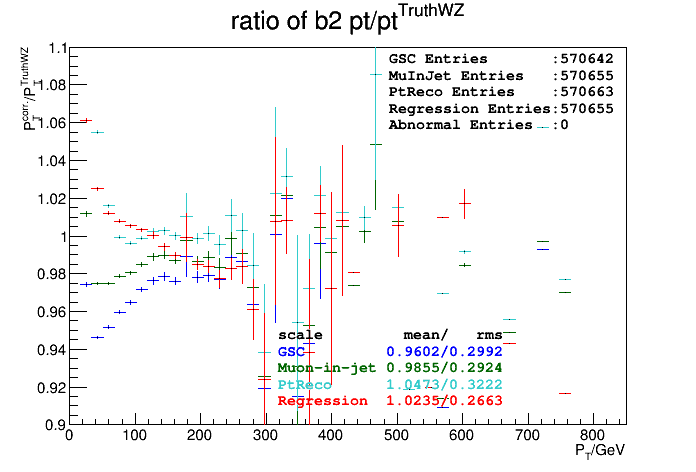 ratio of b2 pt/pt^TruthWZ
P_T^corr./P_T^TruthWZ
1.1
1.08
1.06
1.04
1.02
1
0.98
0.96
0.94
0.92
0.9
GSC Entries :570642
MuInJet Entries :570655
PtReco Entries :570663
Regression Entries:570655
Abnormal Entries :0
scale mean/ rms
GSC 0.9602/0.2992
Muon-in-jet 0.9855/0.2924
PtReco 1.0473/0.3222
Regression 1.0235/0.2663
0 100 200 300 400 500 600 700 800
P_T/GeV